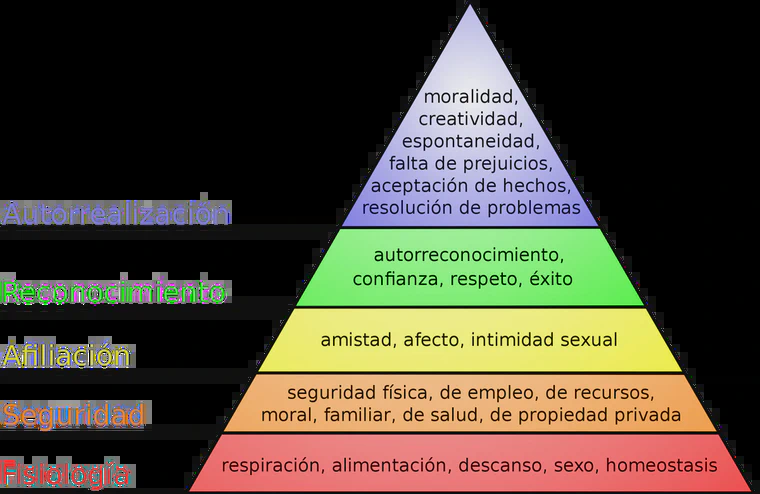 moralidad,
creatividad,
espontaneidad,
falta de prejuicios,
aceptación de hechos,
resolución de problemas
Autorrealización
autorreconocimiento,
confianza, respeto, éxito
Reconocimiento
amistad, afecto, intimidad sexual
Afiliación
seguridad física, de empleo, de recursos,
moral, familiar, de salud, de propiedad privada
Seguridad
respiración, alimentación, descanso, sexo, homeostasis
Fisiología